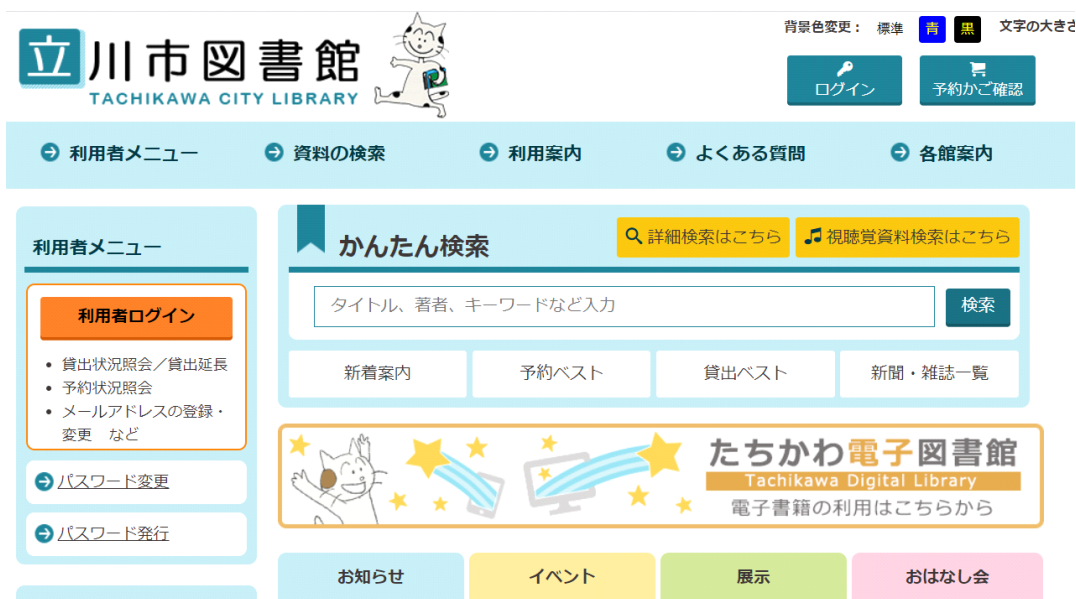 立川市図書館
TACHIKAWA CITY LIBRARY
背景色変更： 標準 青 黒 文字の大きさ
ログイン
予約かご確認
利用者メニュー
資料の検索
利用案内
よくある質問
各館案内
利用者メニュー
利用者ログイン
• 貸出状況照会／貸出延長
• 予約状況照会
• メールアドレスの登録・
変更　など
パスワード変更
パスワード発行
かんたん検索
詳細検索はこちら
視聴覚資料検索はこちら
タイトル、著者、キーワードなど入力
検索
新着案内
予約ベスト
貸出ベスト
新聞・雑誌一覧
たちかわ電子図書館
Tachikawa Digital Library
電子書籍の利用はこちらから
お知らせ
イベント
展示
おはなし会